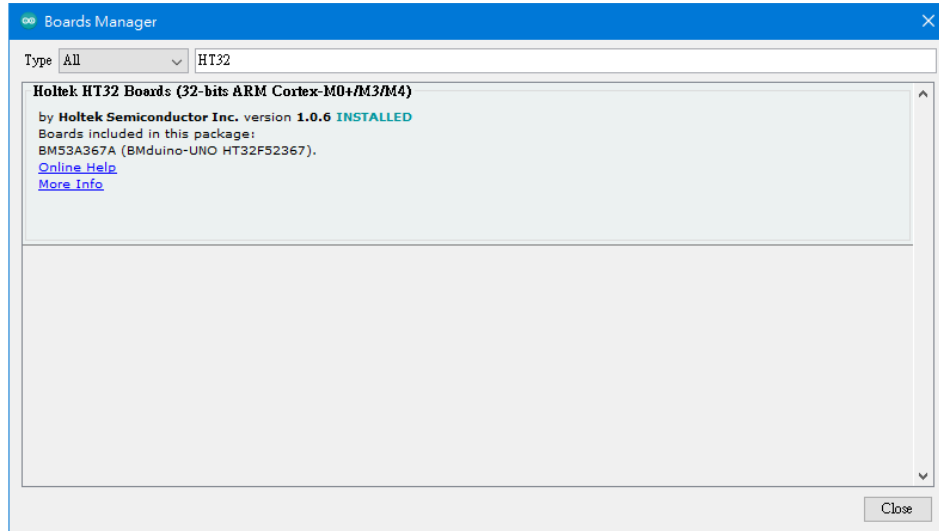 Boards Manager
Type All HT32
Holtek HT32 Boards (32-bits ARM Cortex-M0+/M3/M4)
by Holtek Semiconductor Inc. version 1.0.6 INSTALLED
Boards included in this package:
BM53A367A (BMduino-UNO HT32F52367).
Online Help
More Info
Close